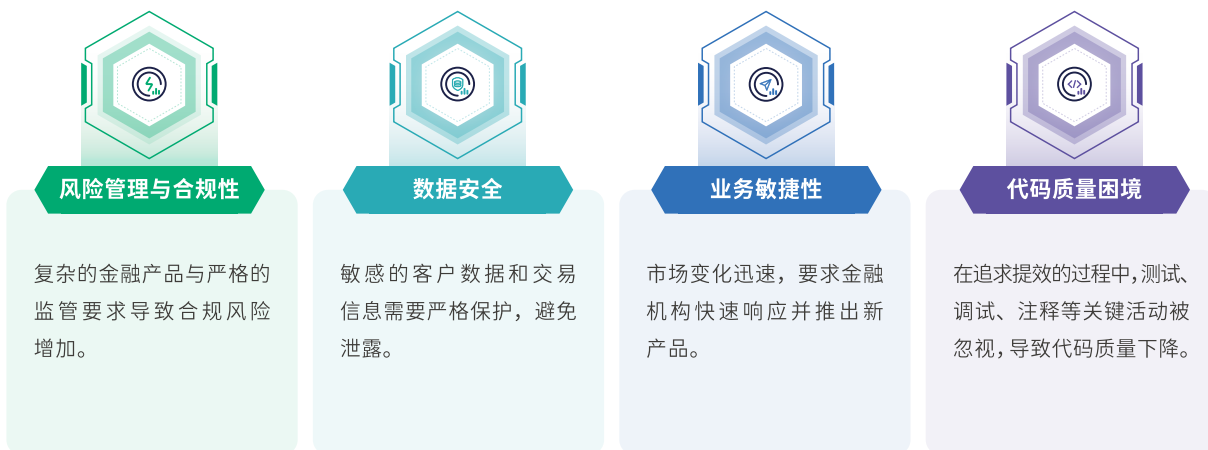 风险管理与合规性
复杂的金融产品与严格的
监管要求导致合规风险
增加。
数据安全
敏感的客户数据和交易
信息需要严格保护，避免
泄露。
业务敏捷性
市场变化迅速，要求金融
机构快速响应并推出新
产品。
代码质量困境
在追求提效的过程中，测试、
调试、注释等关键活动被
忽视，导致代码质量下降。